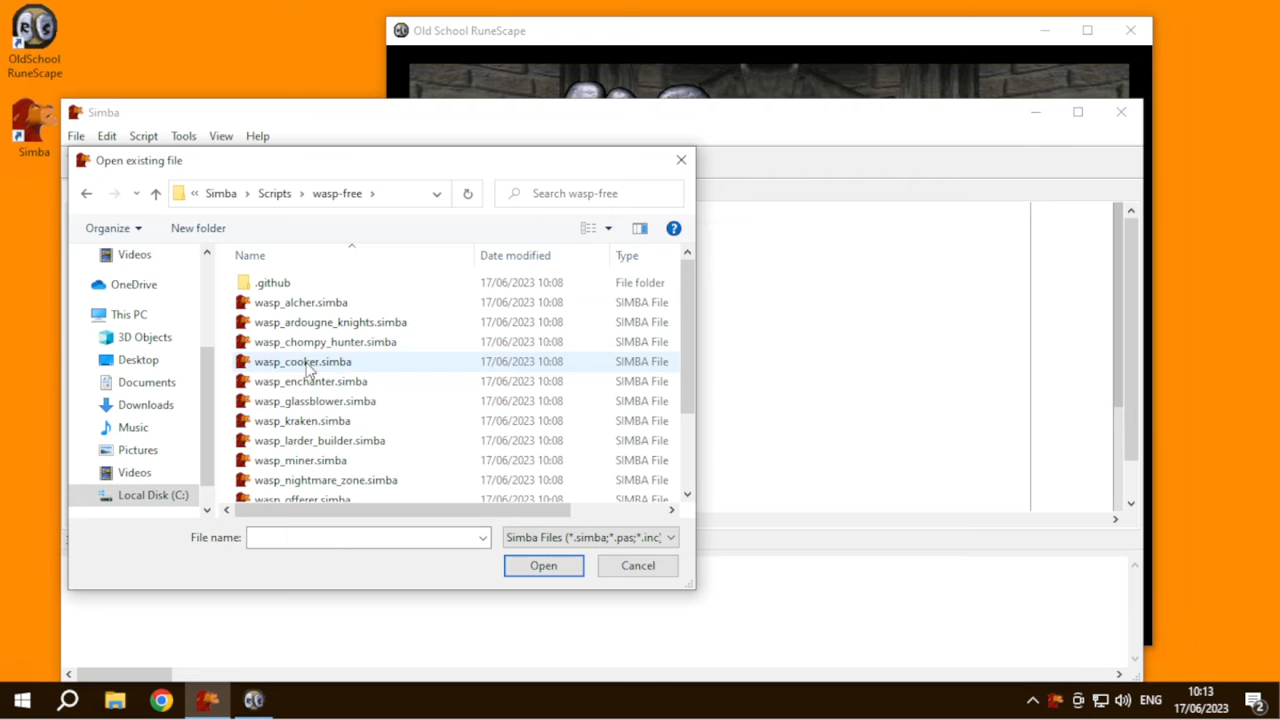 OldSchool
RuneScape
Simba
Old School RuneScape
Simba
File Edit Script Tools View Help
Open existing file
Simba Scripts wasp-free
Search wasp-free
Organize New folder
Name Date modified Type
Videos
OneDrive
This PC
3D Objects
Desktop
Documents
Downloads
Music
Pictures
Videos
Local Disk (C:)
.github 17/06/2023 10:08 File folder
wasp_alcher.simba 17/06/2023 10:08 SIMBA File
wasp_ardougne_knights.simba 17/06/2023 10:08 SIMBA File
wasp_chompy_hunter.simba 17/06/2023 10:08 SIMBA File
wasp_cooker.simba 17/06/2023 10:08 SIMBA File
wasp_enchanter.simba 17/06/2023 10:08 SIMBA File
wasp_glassblower.simba 17/06/2023 10:08 SIMBA File
wasp_kraken.simba 17/06/2023 10:08 SIMBA File
wasp_larder_builder.simba 17/06/2023 10:08 SIMBA File
wasp_miner.simba 17/06/2023 10:08 SIMBA File
wasp_nightmare_zone.simba 17/06/2023 10:08 SIMBA File
wasp_offerer.simba 17/06/2023 10:08 SIMBA File
File name:
Simba Files (*.simba;*.pas;*.inc)
Open Cancel
ENG
10:13
17/06/2023
2